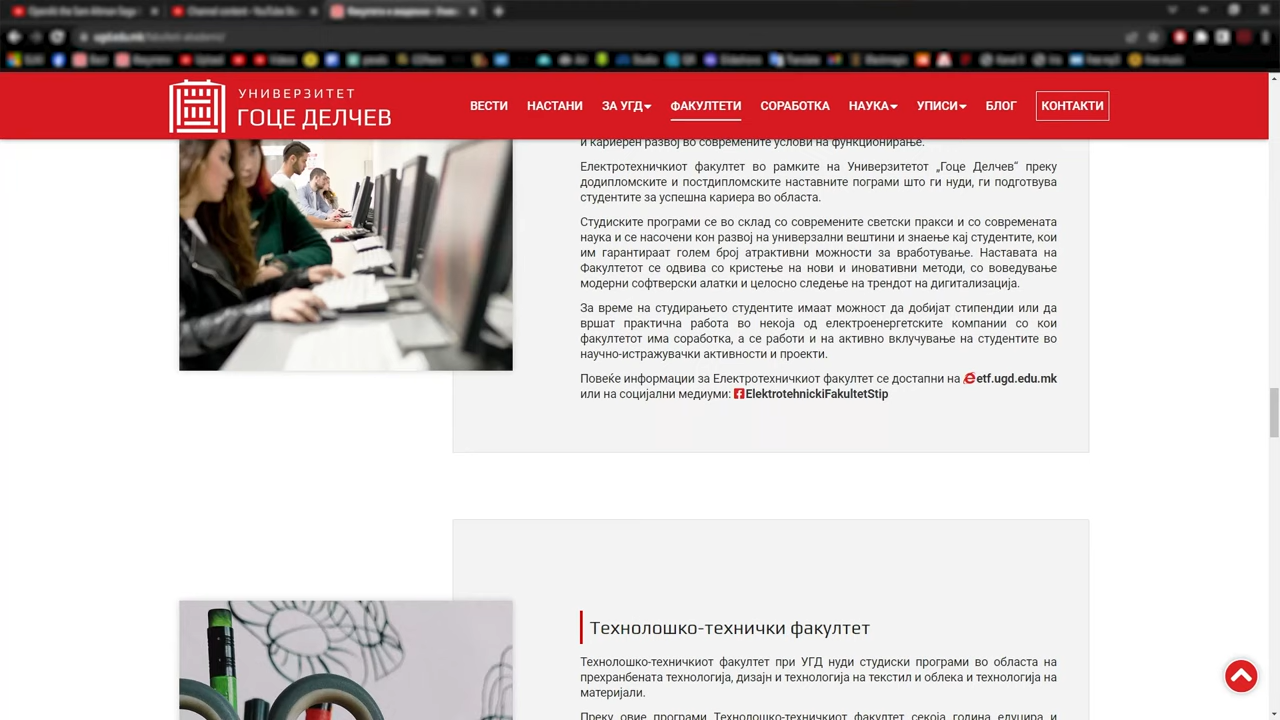 УНИВЕРЗИТЕТ
ГОЦЕ ДЕЛЧЕВ
ВЕСТИ НАСТАНИ ЗА УГД ФАКУЛТЕТИ СОРАБОТКА НАУКА УПИСИ БЛОГ КОНТАКТИ
и кариерен развој во современите услови на функционирање.
Електротехничкиот факултет во рамките на Универзитетот „Гоце Делчев“ преку
додипломските и постдипломските наставните пограми што ги нуди, ги подготвува
студентите за успешна кариера во областа.
Студиските програми се во склад со современите светски пракси и со современата
наука и се насочени кон развој на универзални вештини и знаење кај студентите, кои
им гарантираат голем број атрактивни можности за вработување. Наставата на
Факултетот се одвива со кристење на нови и иновативни методи, со воведување
модерни софтверски алатки и целосно следење на трендот на дигитализација.
За време на студирањето студентите имаат можност да добијат стипендии или да
вршат практична работа во некоја од електроенергетските компании со кои
факултетот има соработка, а се работи и на активно вклучување на студентите во
научно-истражувачки активности и проекти.
Повеќе информации за Електротехничкиот факултет се достапни на etf.ugd.edu.mk
или на социјални медиуми: ElektrotehnickiFakultetStip
Технолошко-технички факултет
Технолошко-техничкиот факултет при УГД нуди студиски програми во областа на
прехранбената технологија, дизајн и технологија на текстил и облека и технологија на
материјали.
Преку овие програми Технолошко-техничкиот факултет секоја година едуцира и